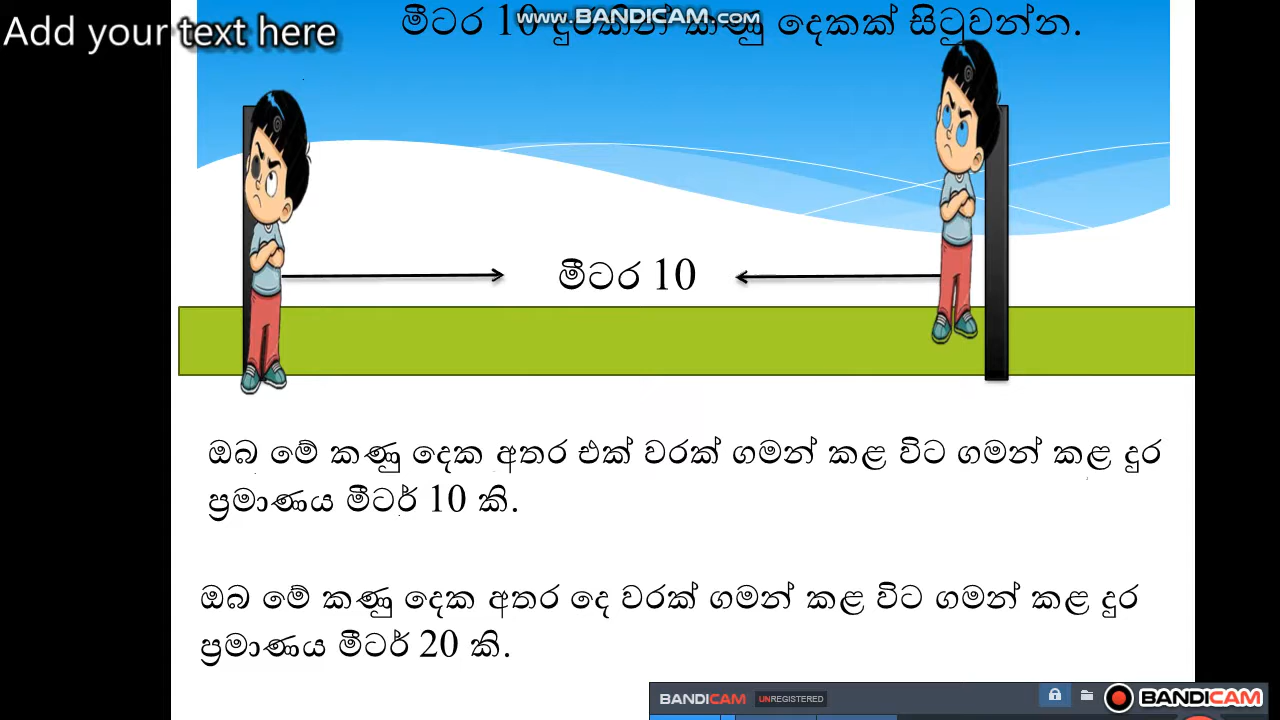 www.BANDICAM.com
Add your text here
මීටර 10 දුරකින් කණු දෙකක් සිටුවන්න.
මීටර 10
ඔබ මේ කණු දෙක අතර එක් වරක් ගමන් කළ විට ගමන් කළ දුර
ප්‍රමාණය මීටර් 10 කි.
ඔබ මේ කණු දෙක අතර දෙ වරක් ගමන් කළ විට ගමන් කළ දුර
ප්‍රමාණය මීටර් 20 කි.
BANDICAM UNREGISTERED
BANDICAM